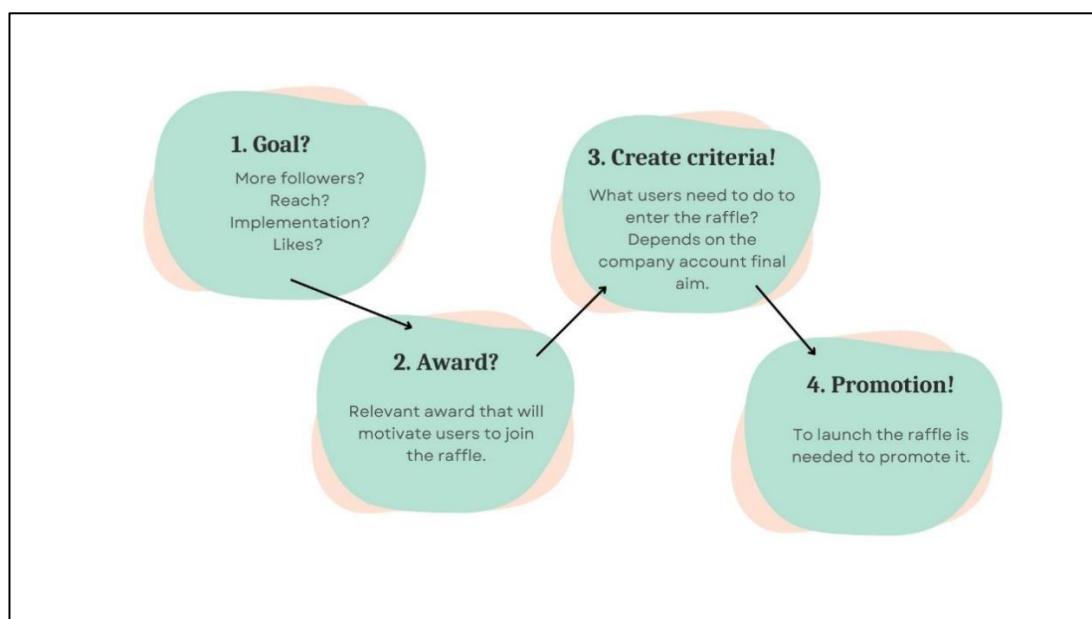 1. Goal?
More followers?
Reach?
Implementation?
Likes?
2. Award?
Relevant award that will
motivate users to join
the raffle.
3. Create criteria!
What users need to do to
enter the raffle?
Depends on the
company account final
aim.
4. Promotion!
To launch the raffle is
needed to promote it.